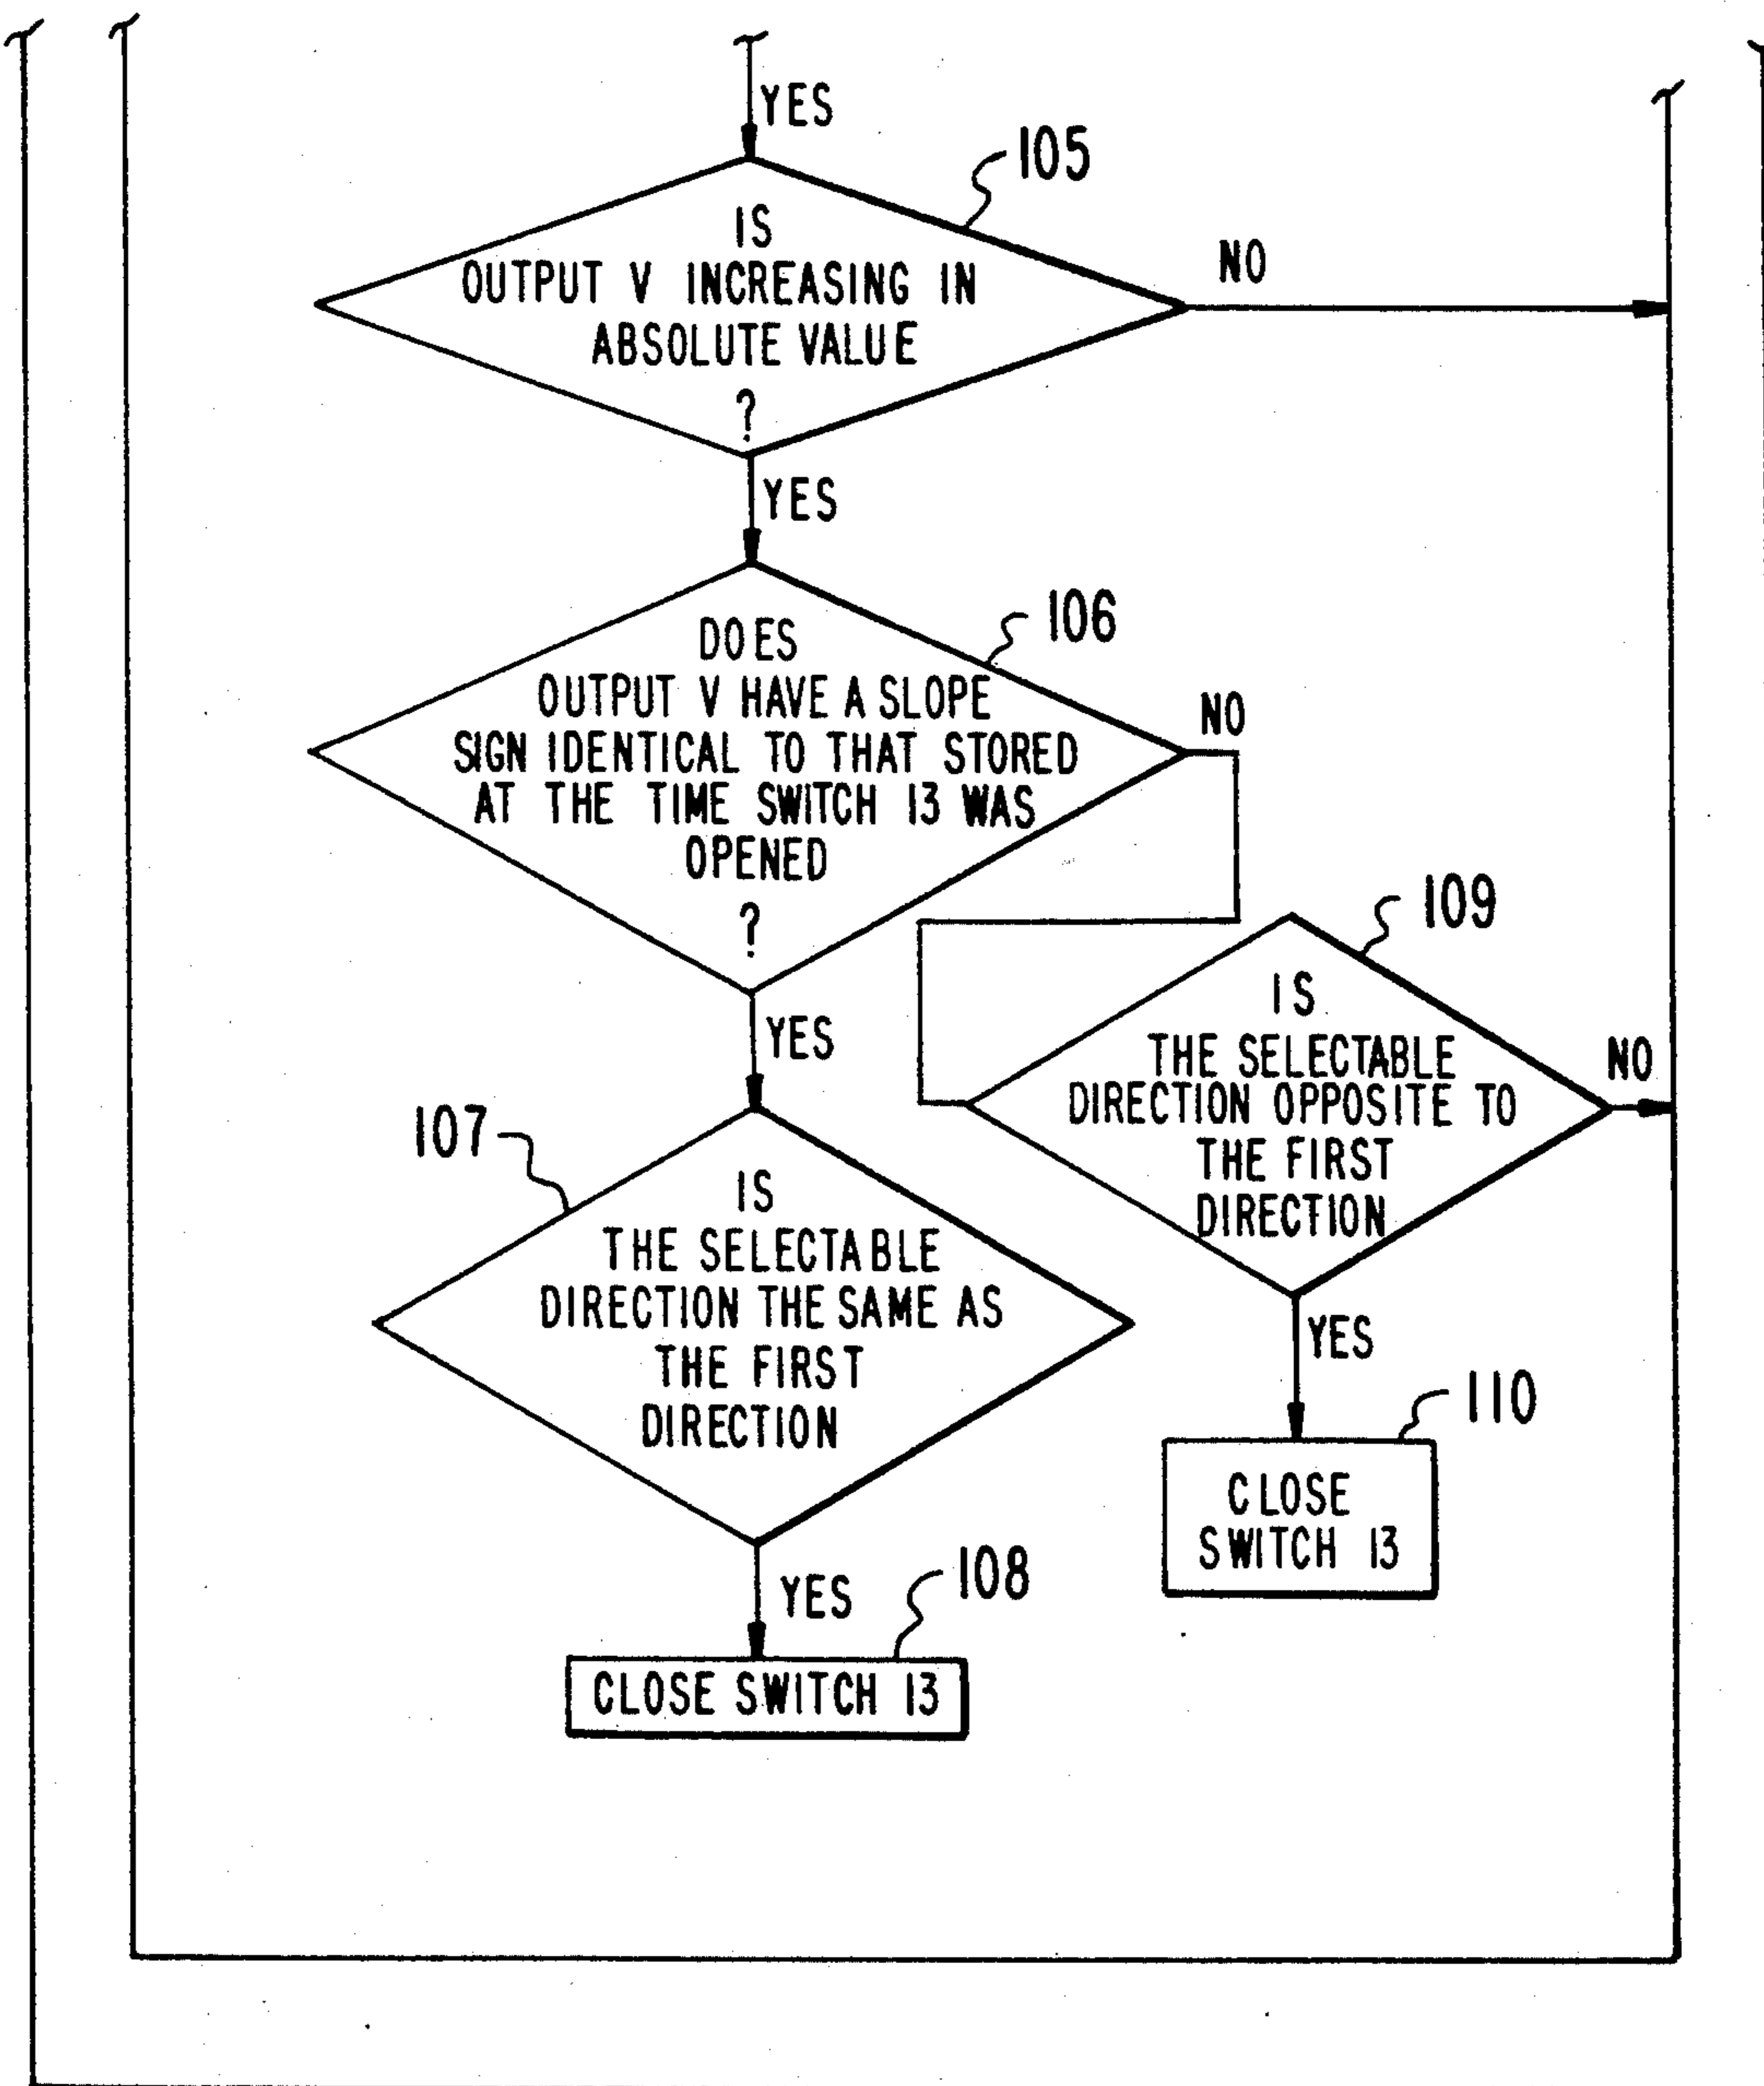 YES
105
IS
OUTPUT V INCREASING IN
ABSOLUTE VALUE
?
NO
YES
106
DOES
OUTPUT V HAVE A SLOPE
SIGN IDENTICAL TO THAT STORED
AT THE TIME SWITCH 13 WAS
OPENED
?
NO
YES
109
IS
THE SELECTABLE
DIRECTION OPPOSITE TO
THE FIRST
DIRECTION
NO
YES
107
IS
THE SELECTABLE
DIRECTION THE SAME AS
THE FIRST
DIRECTION
YES
110
CLOSE
SWITCH 13
108
CLOSE SWITCH 13